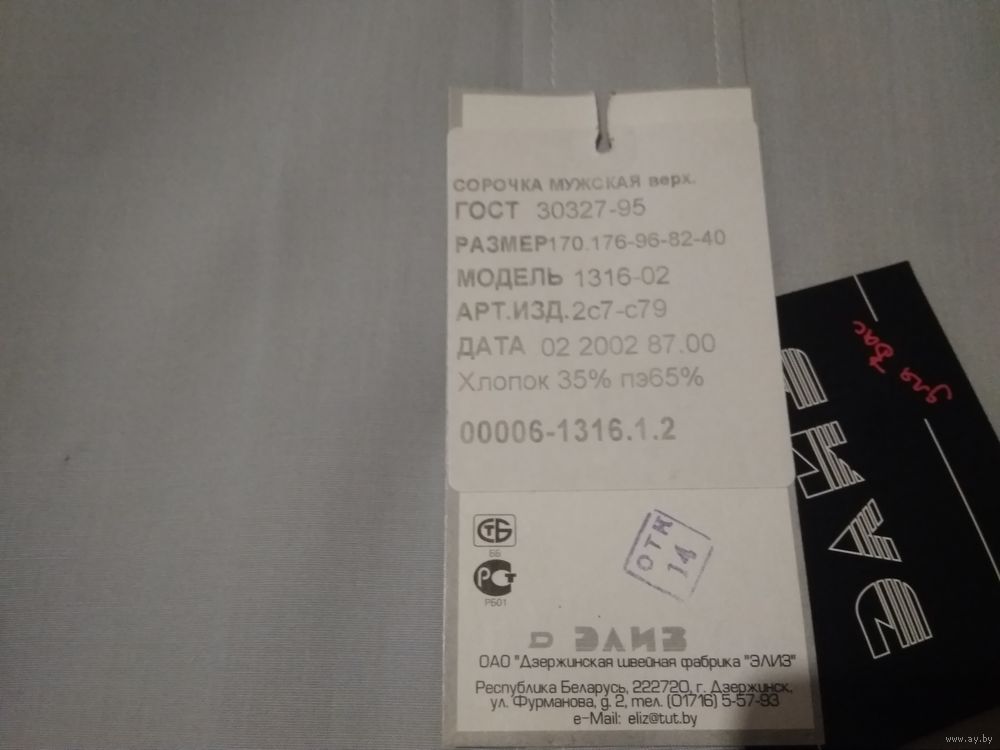 СОРОЧКА МУЖСКАЯ верх.
ГОСТ 30327-95
РАЗМЕР170.176-96-82-40
МОДЕЛЬ 1316-02
АРТ.ИЗД.2с7-с79
ДАТА 02 2002 87.00
Хлопок 35% пэ65%
00006-1316.1.2
СТБ
ББ
РСТ
РБ01
ОТК
14
ЭЛИЗ
ОАО "Дзержинская швейная фабрика "ЭЛИЗ"
Республика Беларусь, 222720, г. Дзержинск,
ул. Фурманова, д. 2, тел. (01716) 5-57-93
e-Mail: eliz@tut.by
для Вас
ЭЛИЗ
www.ay.by